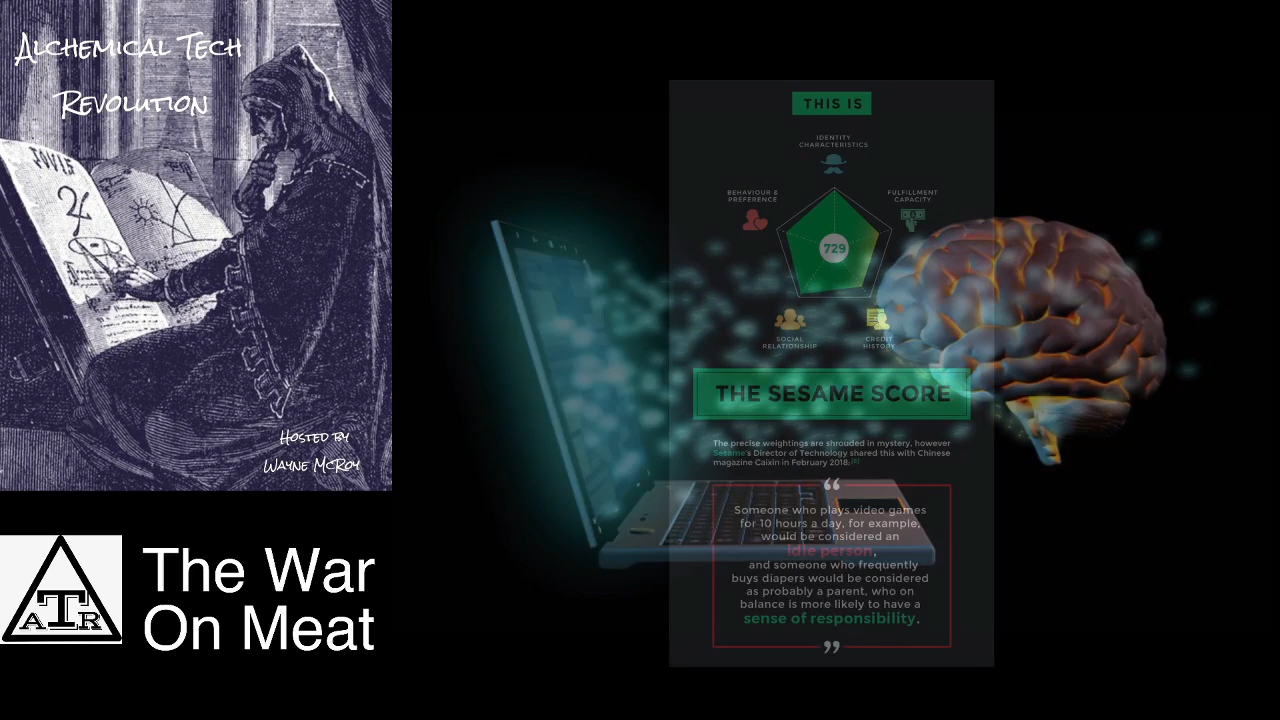 Alchemical Tech
Revolution
Hosted by
Wayne McRoy
ATR
The War
On Meat
THIS IS
IDENTITY
CHARACTERISTICS
BEHAVIOUR &
PREFERENCE
FULFILLMENT
CAPACITY
729
SOCIAL
RELATIONSHIP
CREDIT
HISTORY
THE SESAME SCORE
The precise weightings are shrouded in mystery, however
Sesame's Director of Technology shared this with Chinese
magazine Caixin in February 2018:
“
Someone who plays video games
for 10 hours a day, for example,
would be considered an
idle person,
and someone who frequently
buys diapers would be considered
as probably a parent, who on
balance is more likely to have a
sense of responsibility.
”